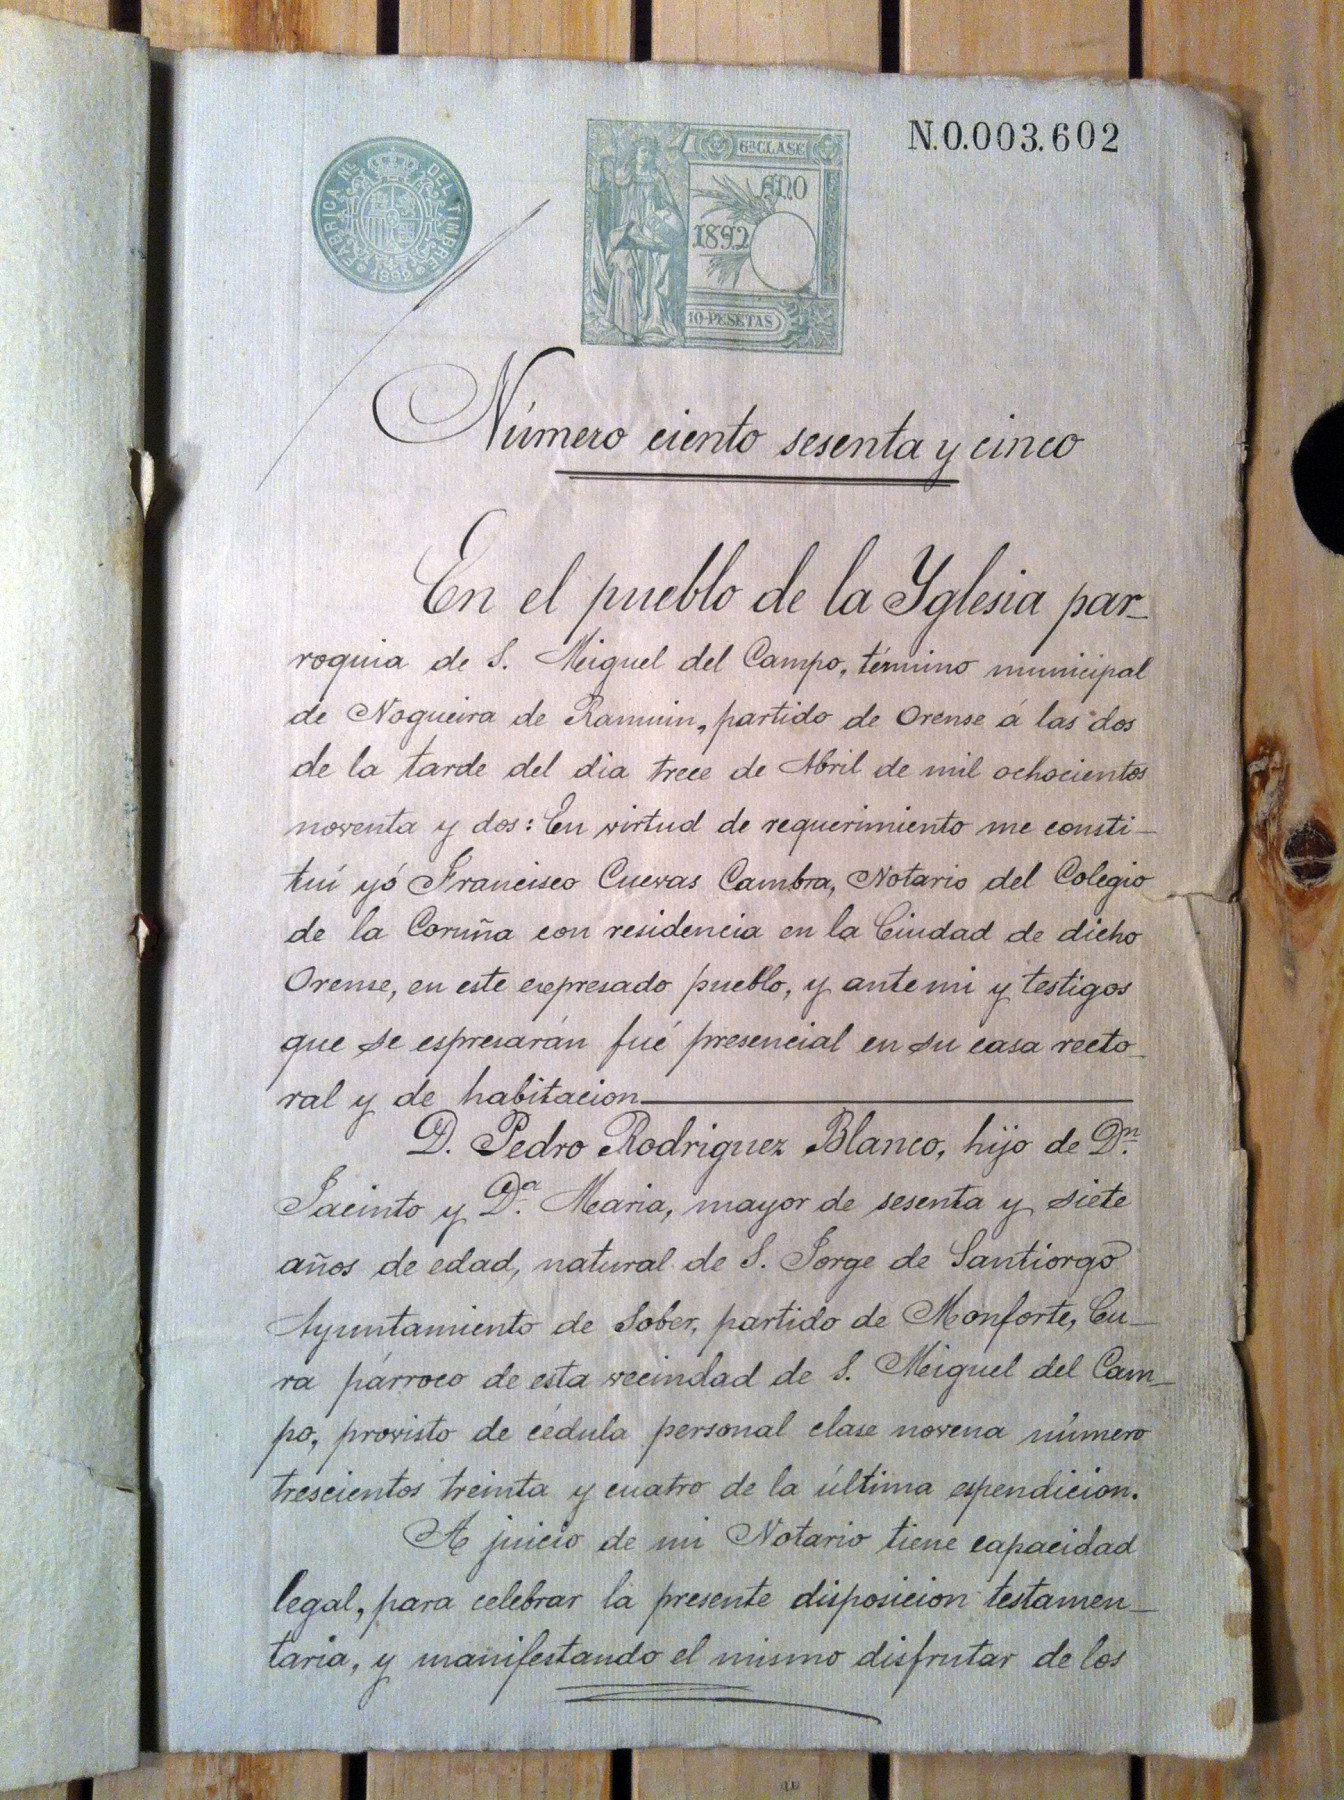 FABRICA NL. DEL TIMBRE
1892
6ª CLASE
AÑO
1892
10-PESETAS
N.0.003.602
Número ciento sesenta y cinco
En el pueblo de la Yglesia par-
roquia de S. Miguel del Campo, término municipal
de Nogueira de Ramuin, partido de Orense á las dos
de la tarde del dia trece de Abril de mil ochocientos
noventa y dos: En virtud de requerimiento me consti-
tuí yó Francisco Cuevas Cambra, Notario del Colegio
de la Coruña con residencia en la Ciudad de dicho
Orense, en este expresado pueblo, y ante mi y testigos
que se espresarán fué presencial en su casa recto-
ral y de habitacion
D. Pedro Rodriguez Blanco, hijo de Dn.
Jacinto y Dª. Maria, mayor de sesenta y siete
años de edad, natural de S. Jorge de Santiorgo
Ayuntamiento de Sober, partido de Monforte, Cu-
ra párroco de esta vecindad de S. Miguel del Cam-
po, provisto de cédula personal clase novena número
trescientos treinta y cuatro de la última espendicion.
A juicio de mi Notario tiene capacidad
legal, para celebrar la presente disposicion testamen-
taria, y manifestando el mismo disfrutar de los